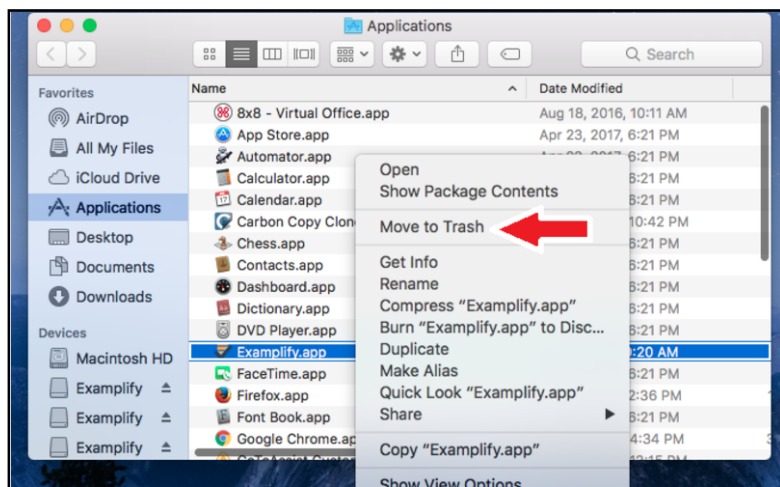 Applications
Search
Favorites
AirDrop
All My Files
iCloud Drive
Applications
Desktop
Documents
Downloads
Devices
Macintosh HD
Examplify
Examplify
Examplify
Name
Date Modified
8x8 - Virtual Office.app
Aug 18, 2016, 10:11 AM
App Store.app
Apr 23, 2017, 6:21 PM
Automator.app
6:21 PM
Calculator.app
6:21 PM
Calendar.app
6:21 PM
Carbon Copy Clon
10:42 PM
Chess.app
6:21 PM
Contacts.app
6:21 PM
Dashboard.app
6:21 PM
Dictionary.app
6:21 PM
DVD Player.app
6:21 PM
Examplify.app
:20 AM
FaceTime.app
6:21 PM
Firefox.app
2:36 PM
Font Book.app
6:21 PM
Google Chrome.ap
4:34 PM
Open
Show Package Contents
Move to Trash
Get Info
Rename
Compress “Examplify.app”
Burn “Examplify.app” to Disc...
Duplicate
Make Alias
Quick Look “Examplify.app”
Share
Copy “Examplify.app”
Show View Options